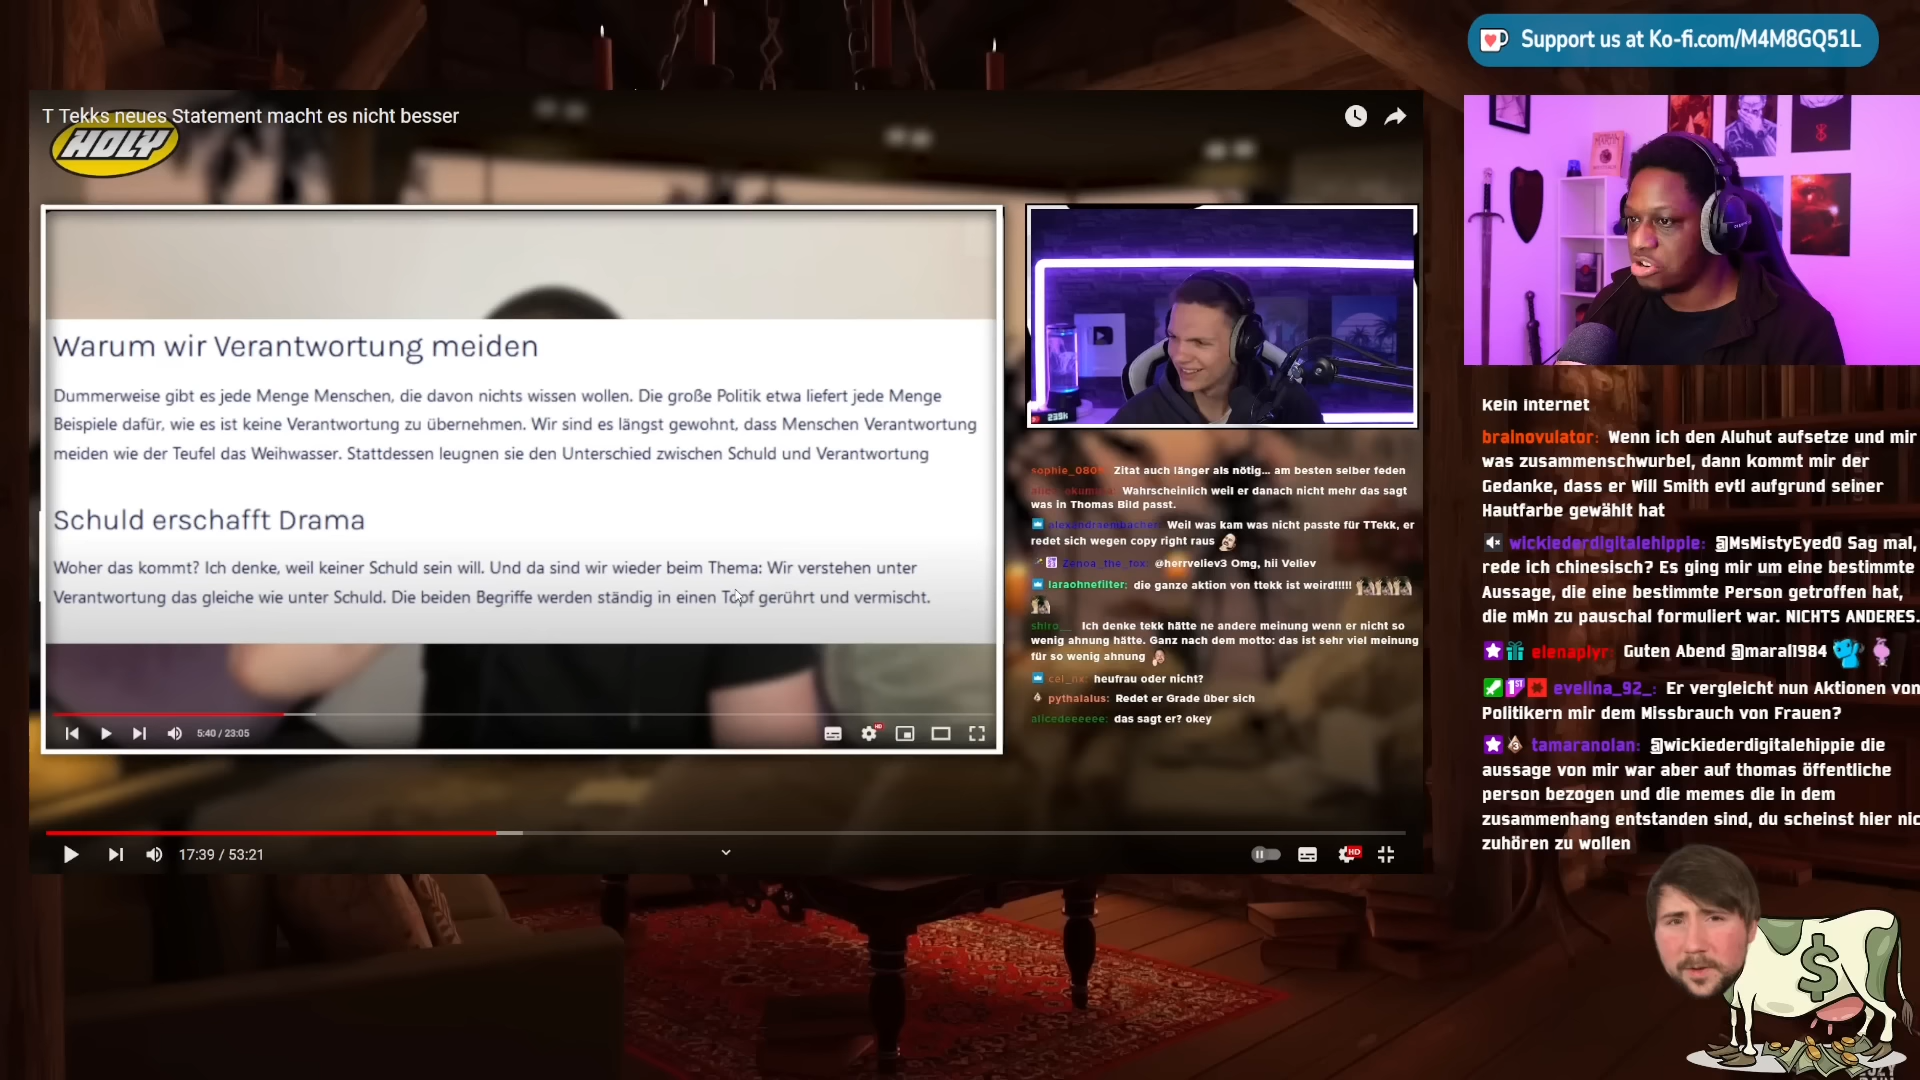 Support us at Ko-fi.com/M4M8GQ51L
T Tekks neues Statement macht es nicht besser
HOLY
Warum wir Verantwortung meiden
Dummerweise gibt es jede Menge Menschen, die davon nichts wissen wollen. Die große Politik etwa liefert jede Menge
Beispiele dafür, wie es ist keine Verantwortung zu übernehmen. Wir sind es längst gewohnt, dass Menschen Verantwortung
meiden wie der Teufel das Weihwasser. Stattdessen leugnen sie den Unterschied zwischen Schuld und Verantwortung
Schuld erschafft Drama
Woher das kommt? Ich denke, weil keiner Schuld sein will. Und da sind wir wieder beim Thema: Wir verstehen unter
Verantwortung das gleiche wie unter Schuld. Die beiden Begriffe werden ständig in einen Topf gerührt und vermischt.
5:40 / 23:05
HD
17:39 / 53:21
HD
239k
Zitat auch länger als nötig... am besten selber feden
Wahrscheinlich weil er danach nicht mehr das sagt
was in Thomas Bild passt.
Weil was kam was nicht passte für TTekk, er
redet sich wegen copy right raus
Zenoa_the_fox: @herrveliev3 Omg, hii Veliev
laraohnefilter: die ganze aktion von ttekk ist weird!!!!!
shiro__ Ich denke tekk hätte ne andere meinung wenn er nicht so
wenig ahnung hätte. Ganz nach dem motto: das ist sehr viel meinung
für so wenig ahnung
cel_nx: heufrau oder nicht?
pythalalus: Redet er Grade über sich
alicedeeeeee: das sagt er? okey
kein internet
brainovulator: Wenn ich den Aluhut aufsetze und mir
was zusammenschwurbel, dann kommt mir der
Gedanke, dass er Will Smith evtl aufgrund seiner
Hautfarbe gewählt hat
wickiederdigitalehippie: @MsMistyEyed0 Sag mal,
rede ich chinesisch? Es ging mir um eine bestimmte
Aussage, die eine bestimmte Person getroffen hat,
die mMn zu pauschal formuliert war. NICHTS ANDERES.
elenaplyr: Guten Abend @maral1984
1ST evelina_92_: Er vergleicht nun Aktionen von
Politikern mir dem Missbrauch von Frauen?
3 tamaranolan: @wickiederdigitalehippie die
aussage von mir war aber auf thomas öffentliche
person bezogen und die memes die in dem
zusammenhang entstanden sind, du scheinst hier nic
zuhören zu wollen
$